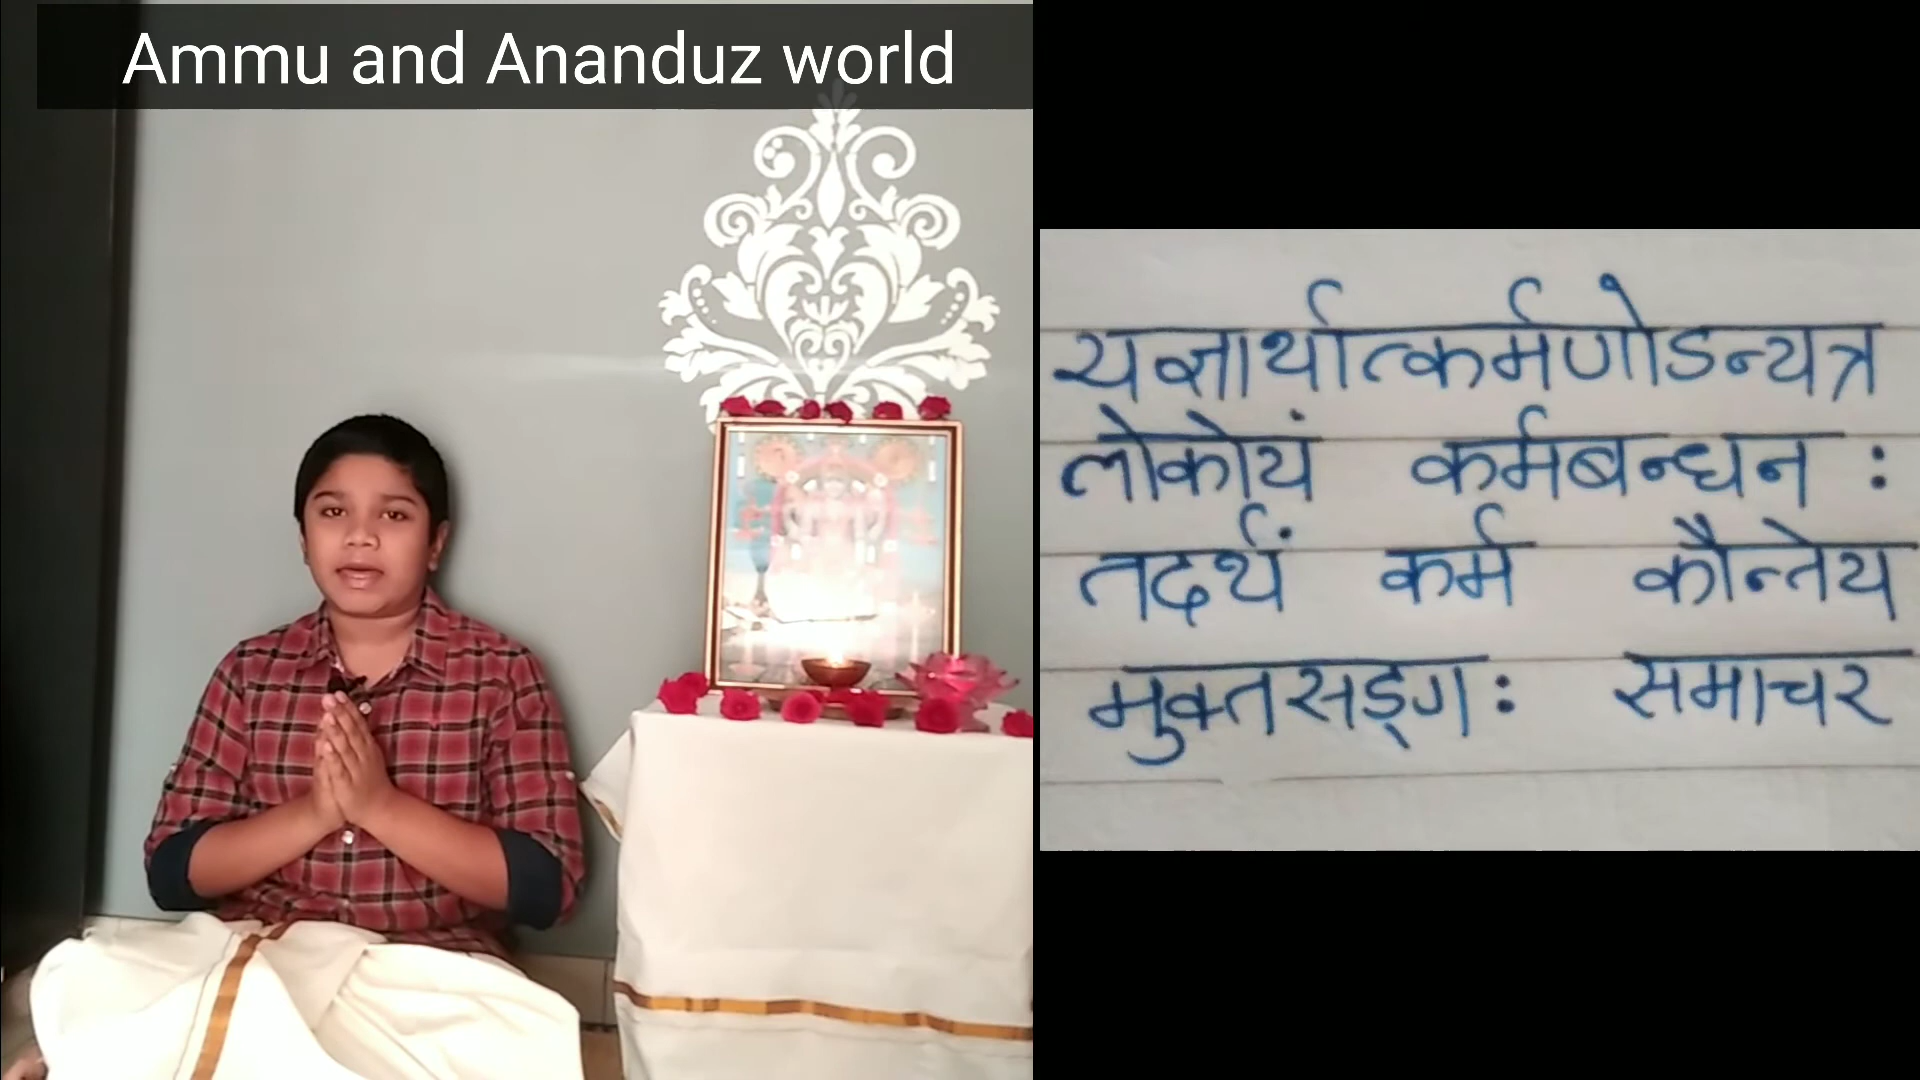 Ammu and Ananduz world
यज्ञार्थात्कर्मणोऽन्यत्र
लोकोयं कर्मबन्धन :
तदर्थं कर्म कौन्तेय
मुक्तसङ्ग : समाचर